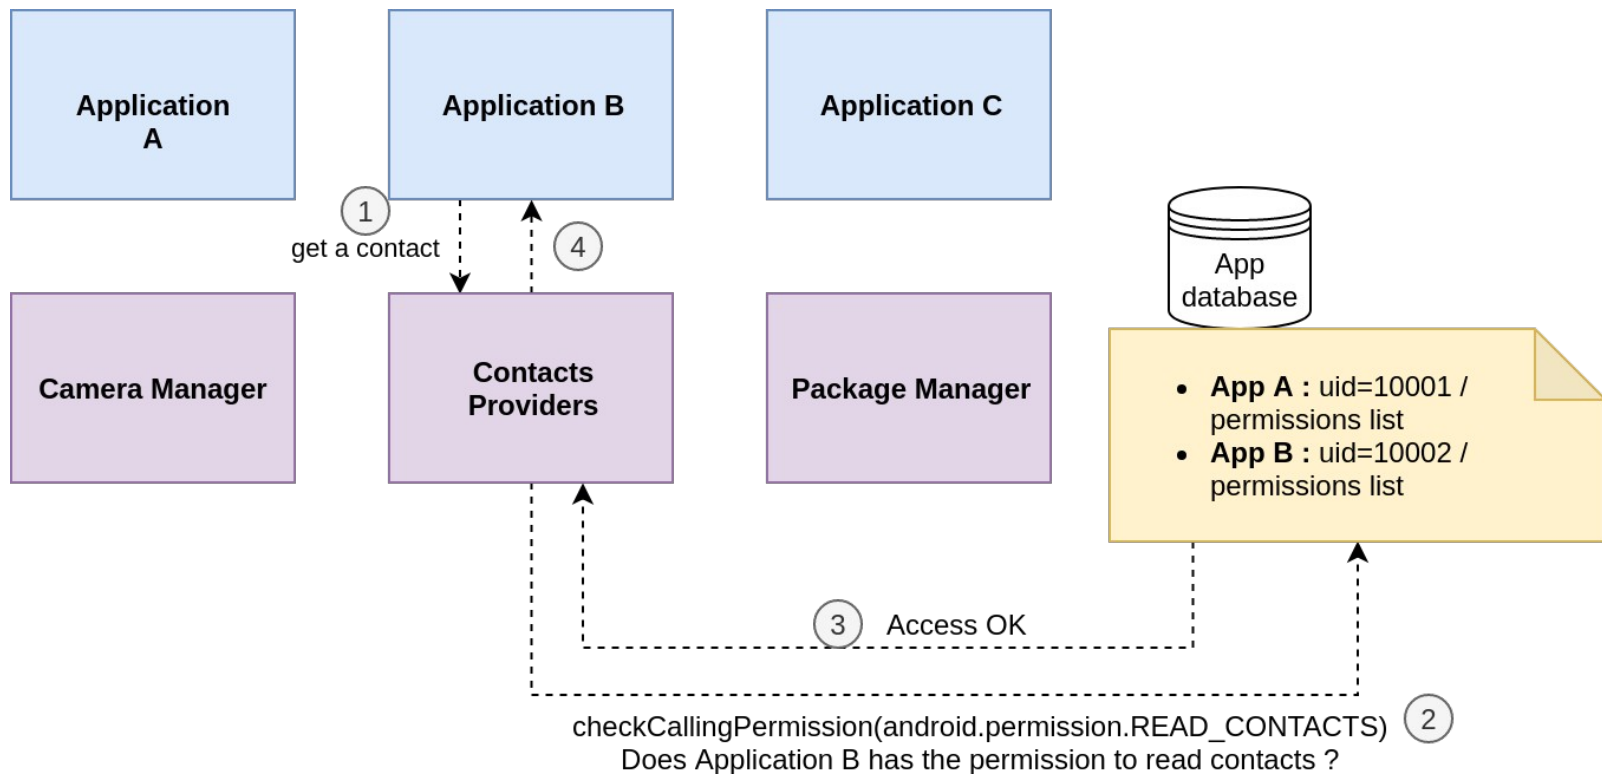 Application
A
Application B
Application C
1
get a contact
4
App
database
Camera Manager
Contacts
Providers
Package Manager
App A : uid=10001 /
permissions list
App B : uid=10002 /
permissions list
3
Access OK
2
checkCallingPermission(android.permission.READ_CONTACTS)
Does Application B has the permission to read contacts ?